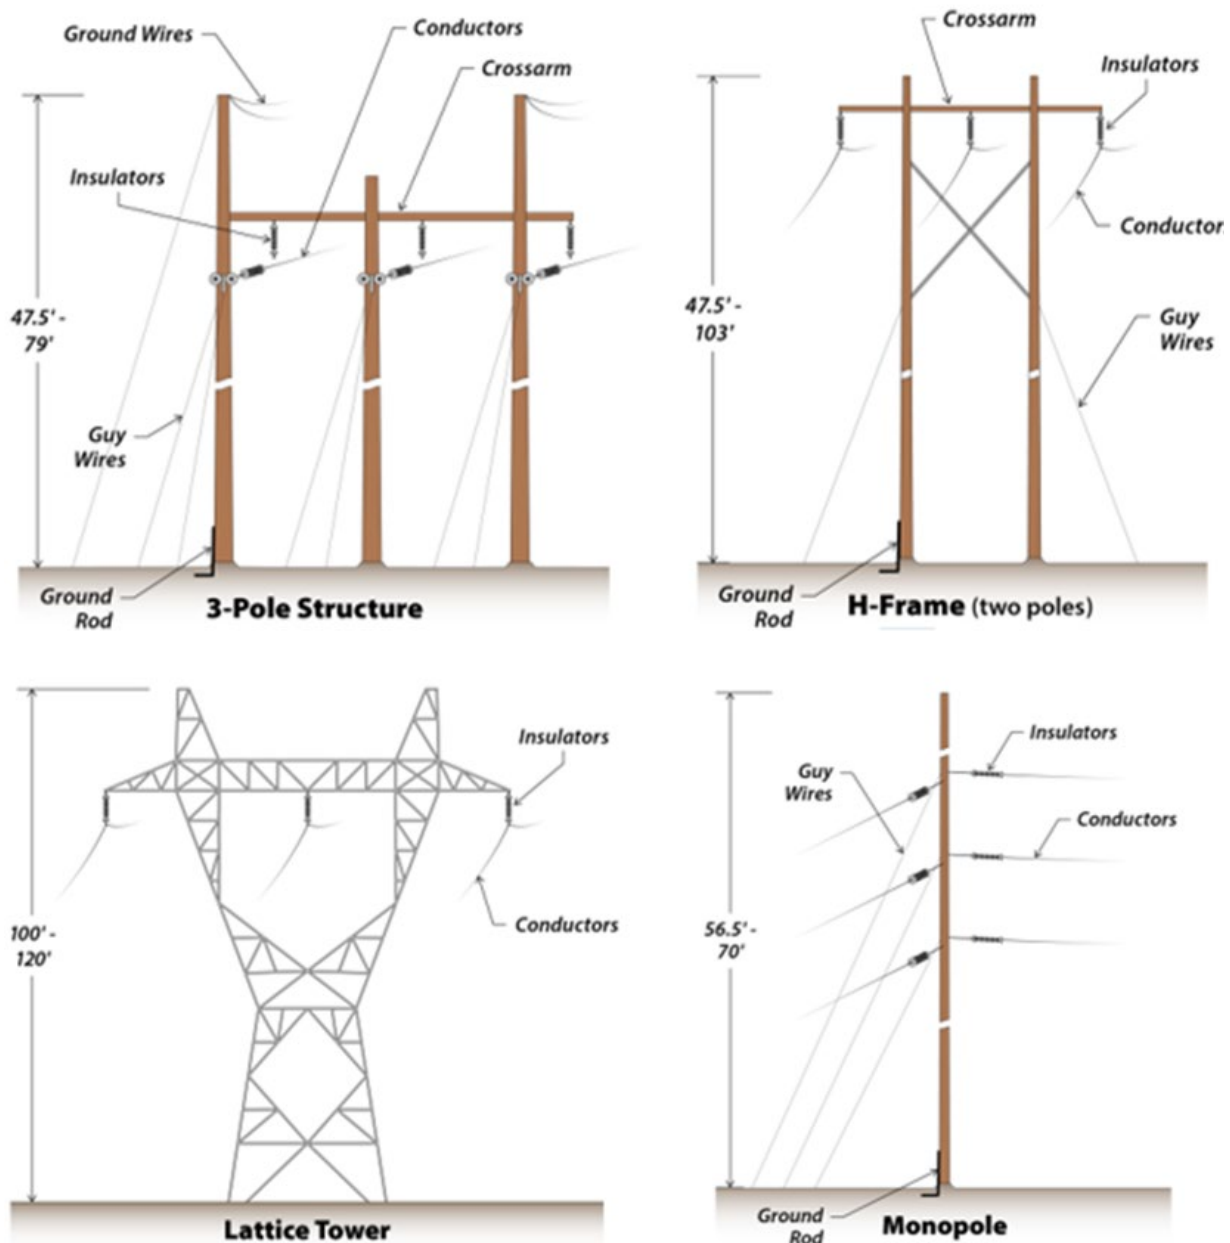 Ground Wires
Conductors
Crossarm
Insulators
47.5' -
79'
Guy
Wires
Ground
Rod
3-Pole Structure
Crossarm
Insulators
Conductor
47.5' -
103'
Guy
Wires
Ground
Rod
H-Frame (two poles)
Insulators
100' -
120'
Conductors
Lattice Tower
Insulators
Guy
Wires
Conductors
56.5' -
70'
Ground
Rod
Monopole